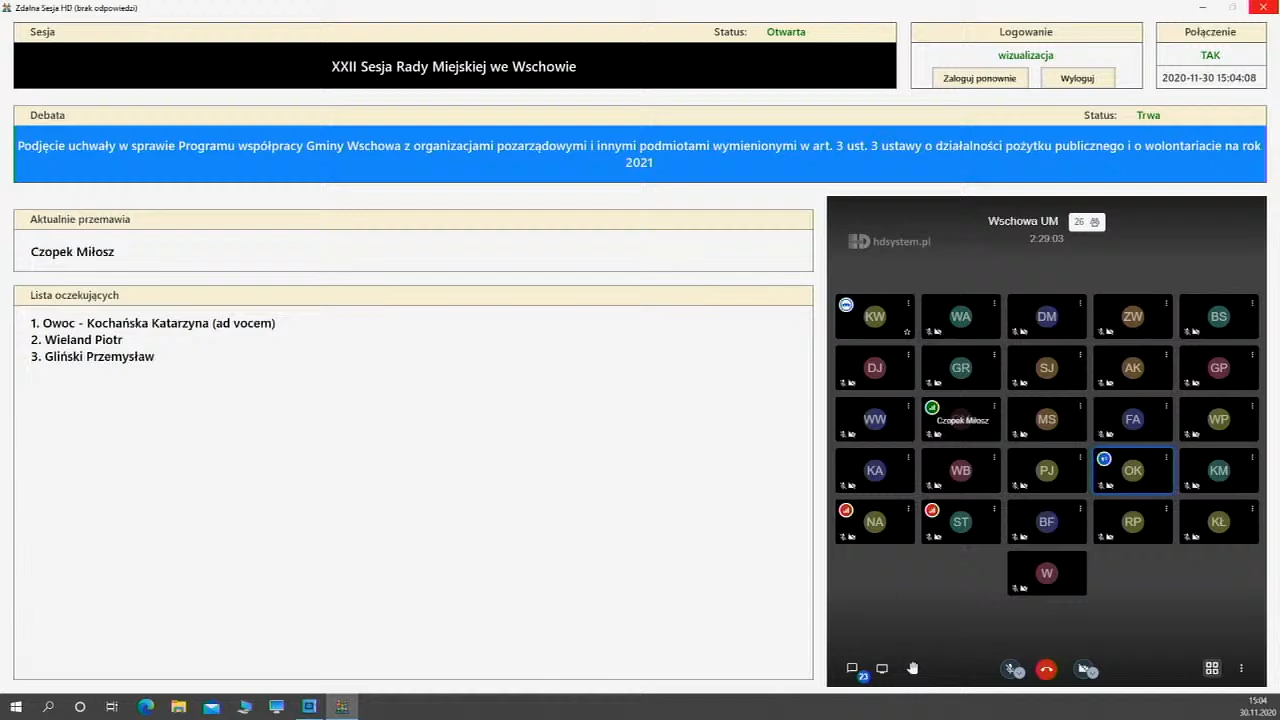 Zdalna Sesja HD (brak odpowiedzi)
Sesja
Status: Otwarta
XXII Sesja Rady Miejskiej we Wschowie
Logowanie
wizualizacja
Zaloguj ponownie
Wyloguj
Połączenie
TAK
2020-11-30 15:04:08
Debata
Status: Trwa
Podjęcie uchwały w sprawie Programu współpracy Gminy Wschowa z organizacjami pozarządowymi i innymi podmiotami wymienionymi w art. 3 ust. 3 ustawy o działalności pożytku publicznego i o wolontariacie na rok
2021
Aktualnie przemawia
Czopek Miłosz
Lista oczekujących
1. Owoc - Kochańska Katarzyna (ad vocem)
2. Wieland Piotr
3. Gliński Przemysław
Wschowa UM 26
2:29:03
hdsystem.pl
KW WA DM ZW BS
DJ GR SJ AK GP
WW Czopek Miłosz MS FA WP
KA WB PJ OK KM
NA ST BF RP KŁ
W
23
15:04
30.11.2020